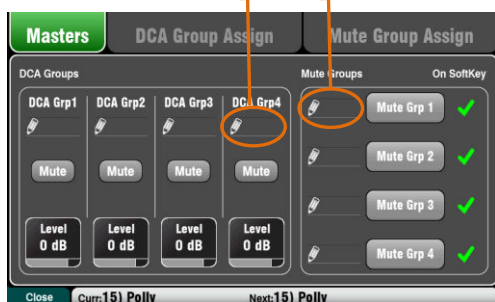 Masters DCA Group Assign Mute Group Assign
DCA Groups Mute Groups On SoftKey
DCA Grp1 DCA Grp2 DCA Grp3 DCA Grp4
Mute Grp 1
Mute Mute Mute Mute
Mute Grp 2
Mute Grp 3
Level Level Level Level
0 dB 0 dB 0 dB 0 dB
Mute Grp 4
Close Curr:15) Polly Next:15) Polly